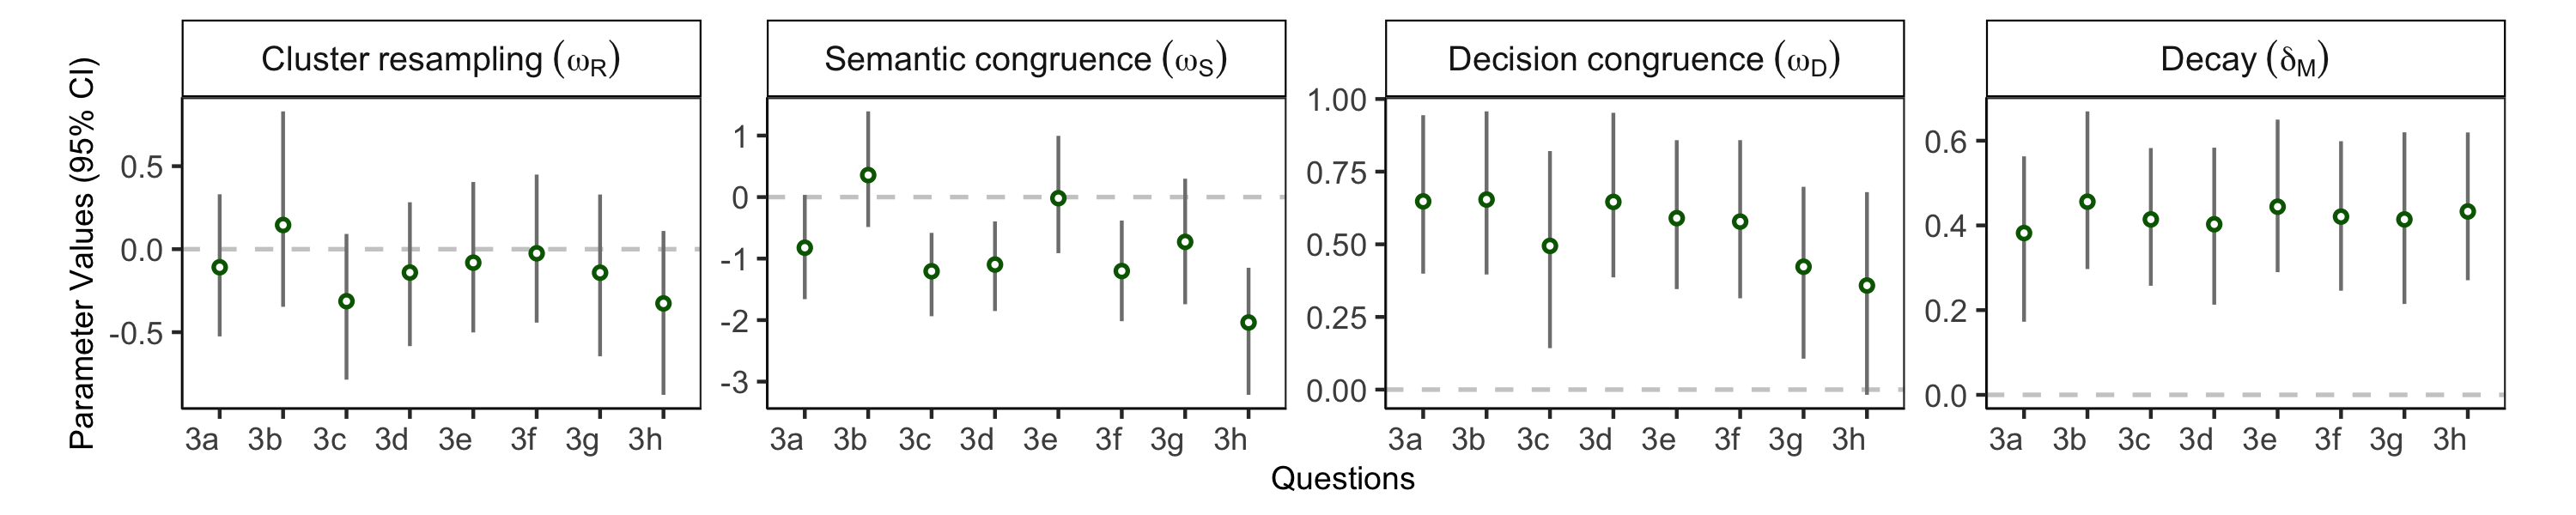 Cluster resampling (ωR)
Semantic congruence (ωS)
Decision congruence (ωD)
Decay (δM)
Parameter Values (95% CI)
0.5
0.0
-0.5
1
0
-1
-2
-3
1.00
0.75
0.50
0.25
0.00
0.6
0.4
0.2
0.0
3a 3b 3c 3d 3e 3f 3g 3h
3a 3b 3c 3d 3e 3f 3g 3h
3a 3b 3c 3d 3e 3f 3g 3h
3a 3b 3c 3d 3e 3f 3g 3h
Questions